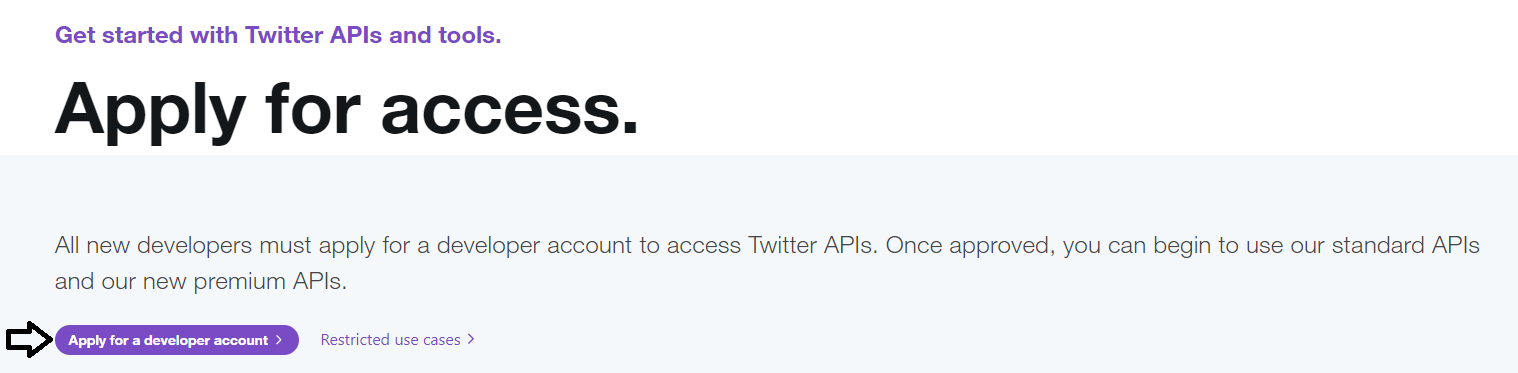 Get started with Twitter APIs and tools.
Apply for access.
All new developers must apply for a developer account to access Twitter APIs. Once approved, you can begin to use our standard APIs
and our new premium APIs.
Apply for a developer account
Restricted use cases